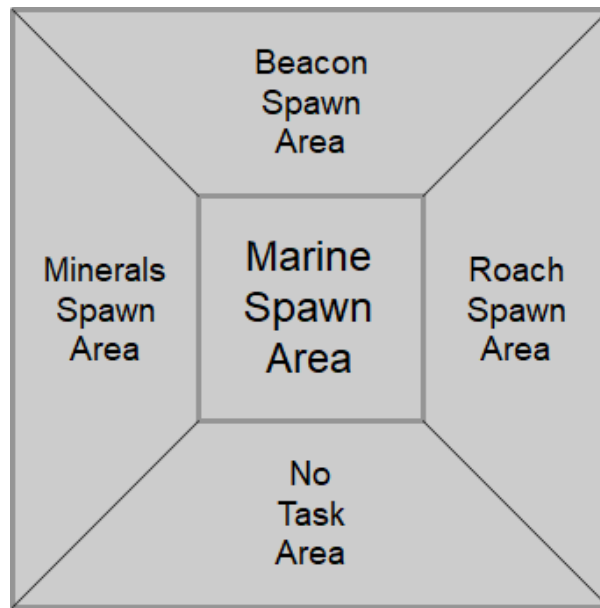 Beacon
Spawn
Area
Minerals
Spawn
Area
Marine
Spawn
Area
Roach
Spawn
Area
No
Task
Area